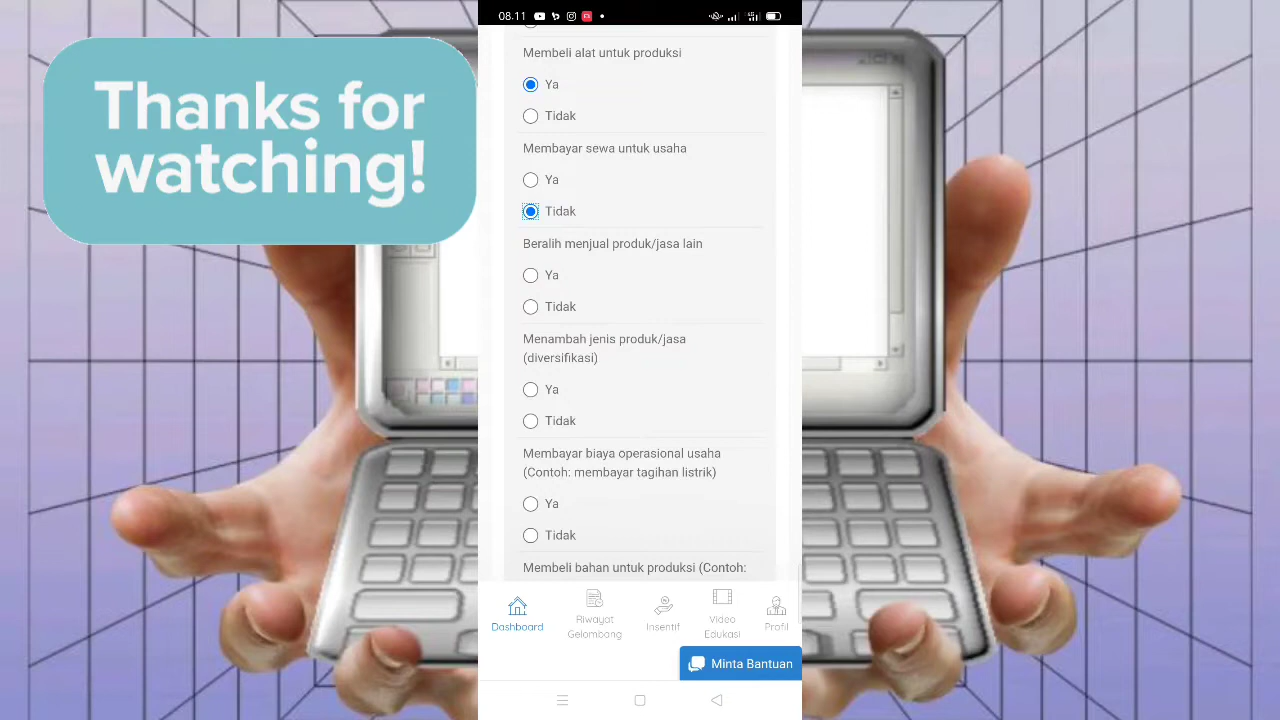 Thanks for
watching!
08.11
Membeli alat untuk produksi
Ya
Tidak
Membayar sewa untuk usaha
Ya
Tidak
Beralih menjual produk/jasa lain
Ya
Tidak
Menambah jenis produk/jasa
(diversifikasi)
Ya
Tidak
Membayar biaya operasional usaha
(Contoh: membayar tagihan listrik)
Ya
Tidak
Membeli bahan untuk produksi (Contoh:
Dashboard
Riwayat
Gelombang
Insentif
Video
Edukasi
Profil
Minta Bantuan